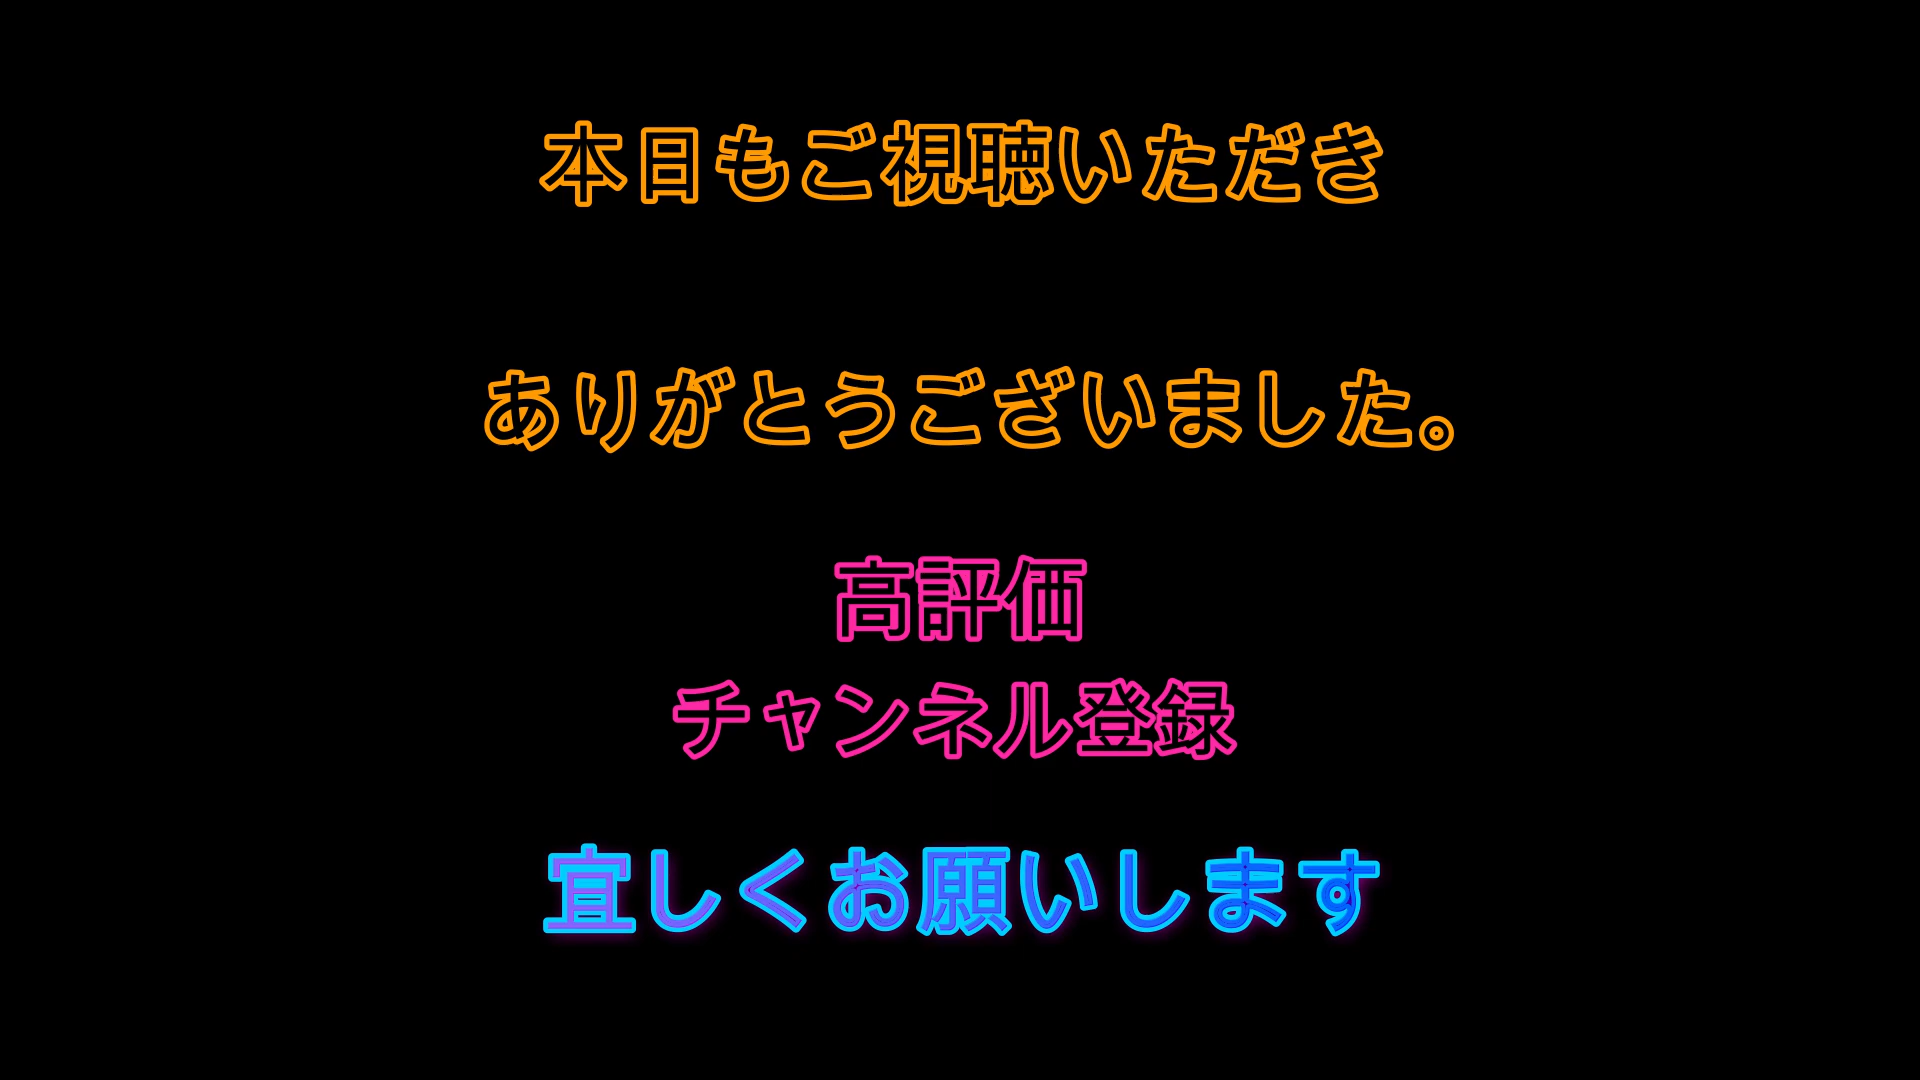 本日もご視聴いただき
ありがとうございました。
高評価
チャンネル登録
宜しくお願いします